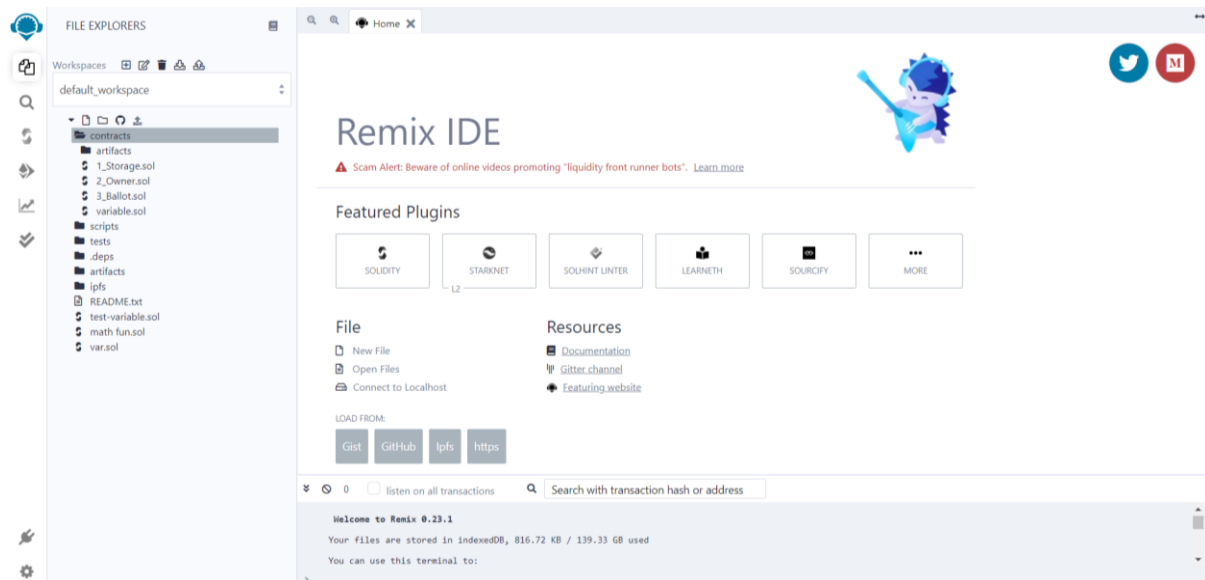 FILE EXPLORERS
Workspaces
default_workspace
contracts
artifacts
1_Storage.sol
2_Owner.sol
3_Ballot.sol
variable.sol
scripts
tests
.deps
artifacts
ipfs
README.txt
test-variable.sol
math fun.sol
var.sol
Home
Remix IDE
Scam Alert: Beware of online videos promoting "liquidity front runner bots". Learn more
Featured Plugins
SOLIDITY
STARKNET
L2
SOLHINT LINTER
LEARNETH
SOURCIFY
MORE
File
New File
Open Files
Connect to Localhost
Resources
Documentation
Gitter channel
Featuring website
LOAD FROM:
Gist GitHub Ipfs https
0 listen on all transactions Search with transaction hash or address
Welcome to Remix 0.23.1
Your files are stored in indexedDB, 816.72 KB / 139.33 GB used
You can use this terminal to:
>